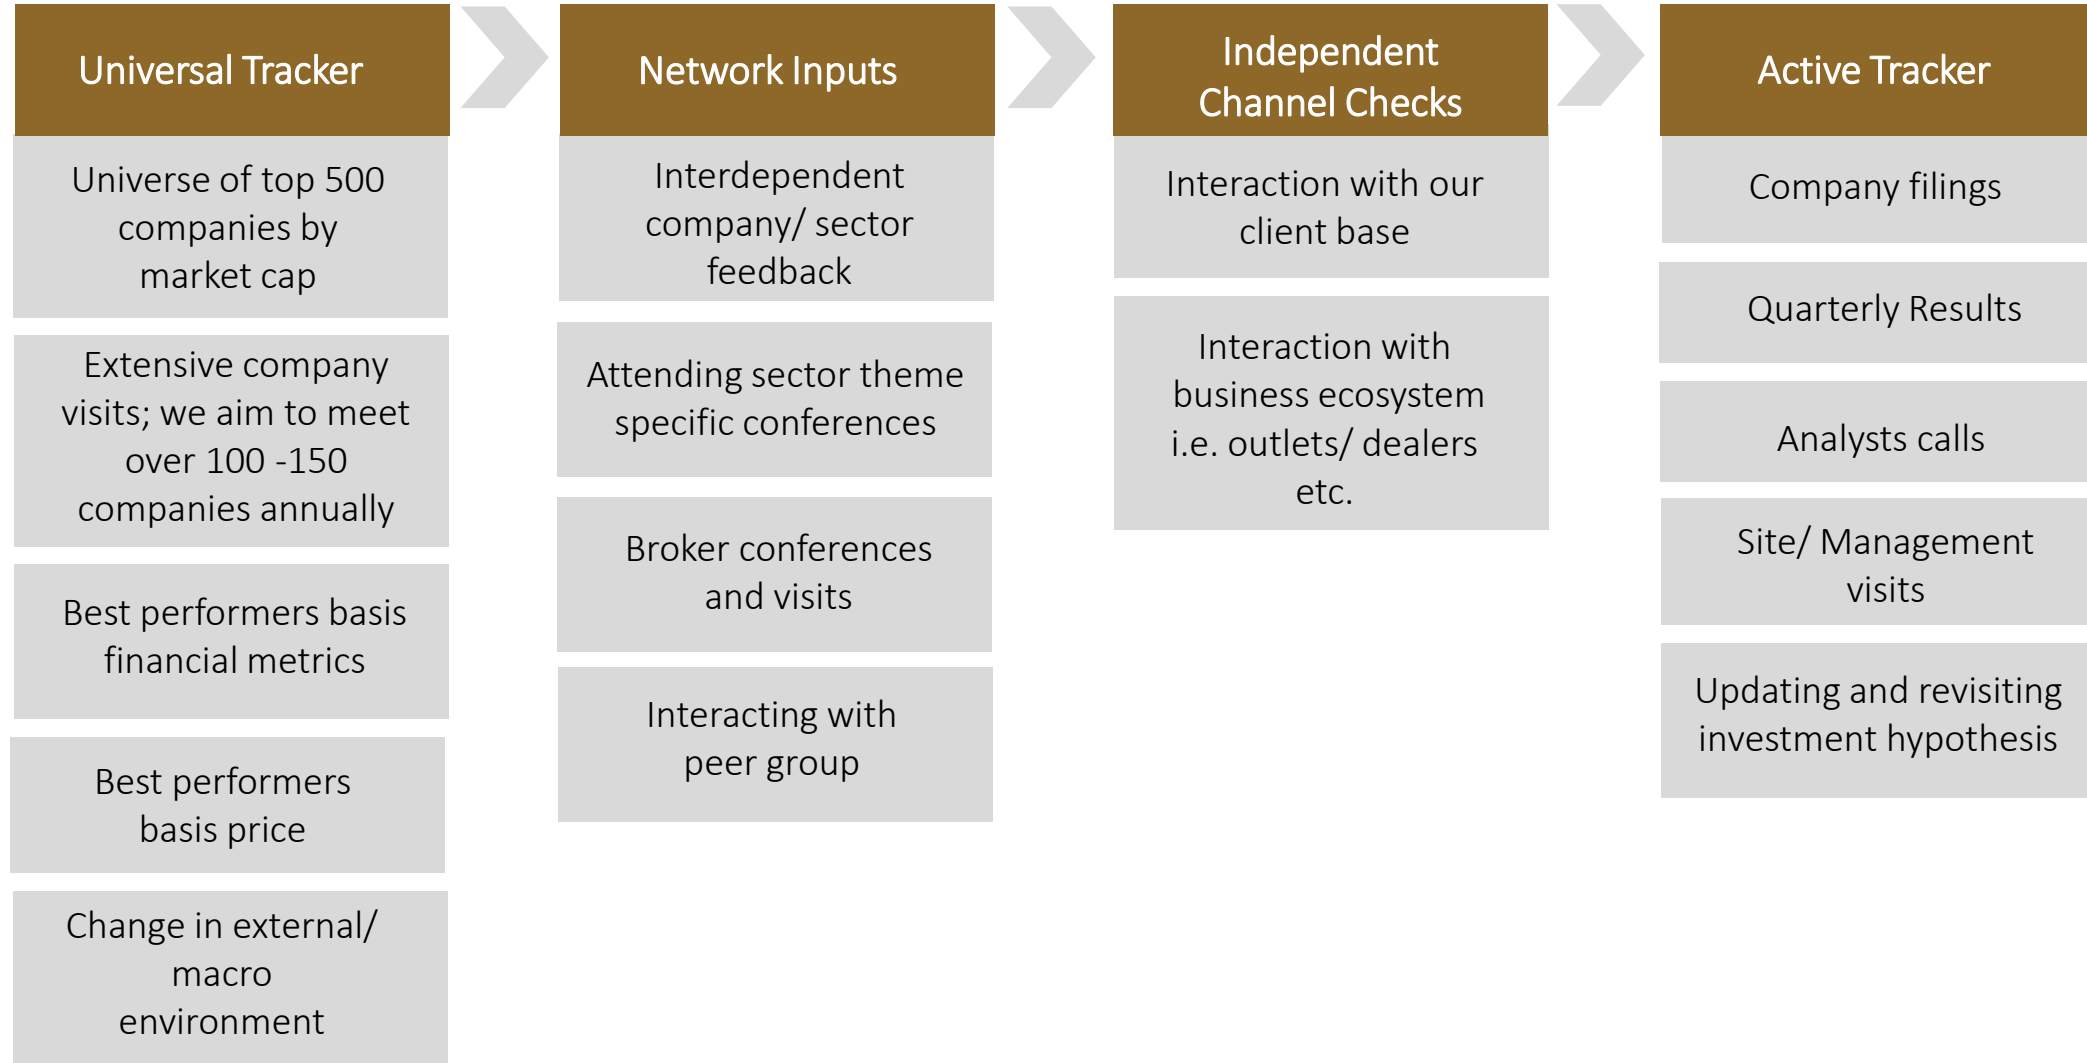 Universal Tracker
Universe of top 500
companies by
market cap
Extensive company
visits; we aim to meet
over 100 -150
companies annually
Best performers basis
financial metrics
Best performers
basis price
Change in external/
macro
environment
Network Inputs
Interdependent
company/ sector
feedback
Attending sector theme
specific conferences
Broker conferences
and visits
Interacting with
peer group
Independent
Channel Checks
Interaction with our
client base
Interaction with
business ecosystem
i.e. outlets/ dealers
etc.
Active Tracker
Company filings
Quarterly Results
Analysts calls
Site/ Management
visits
Updating and revisiting
investment hypothesis